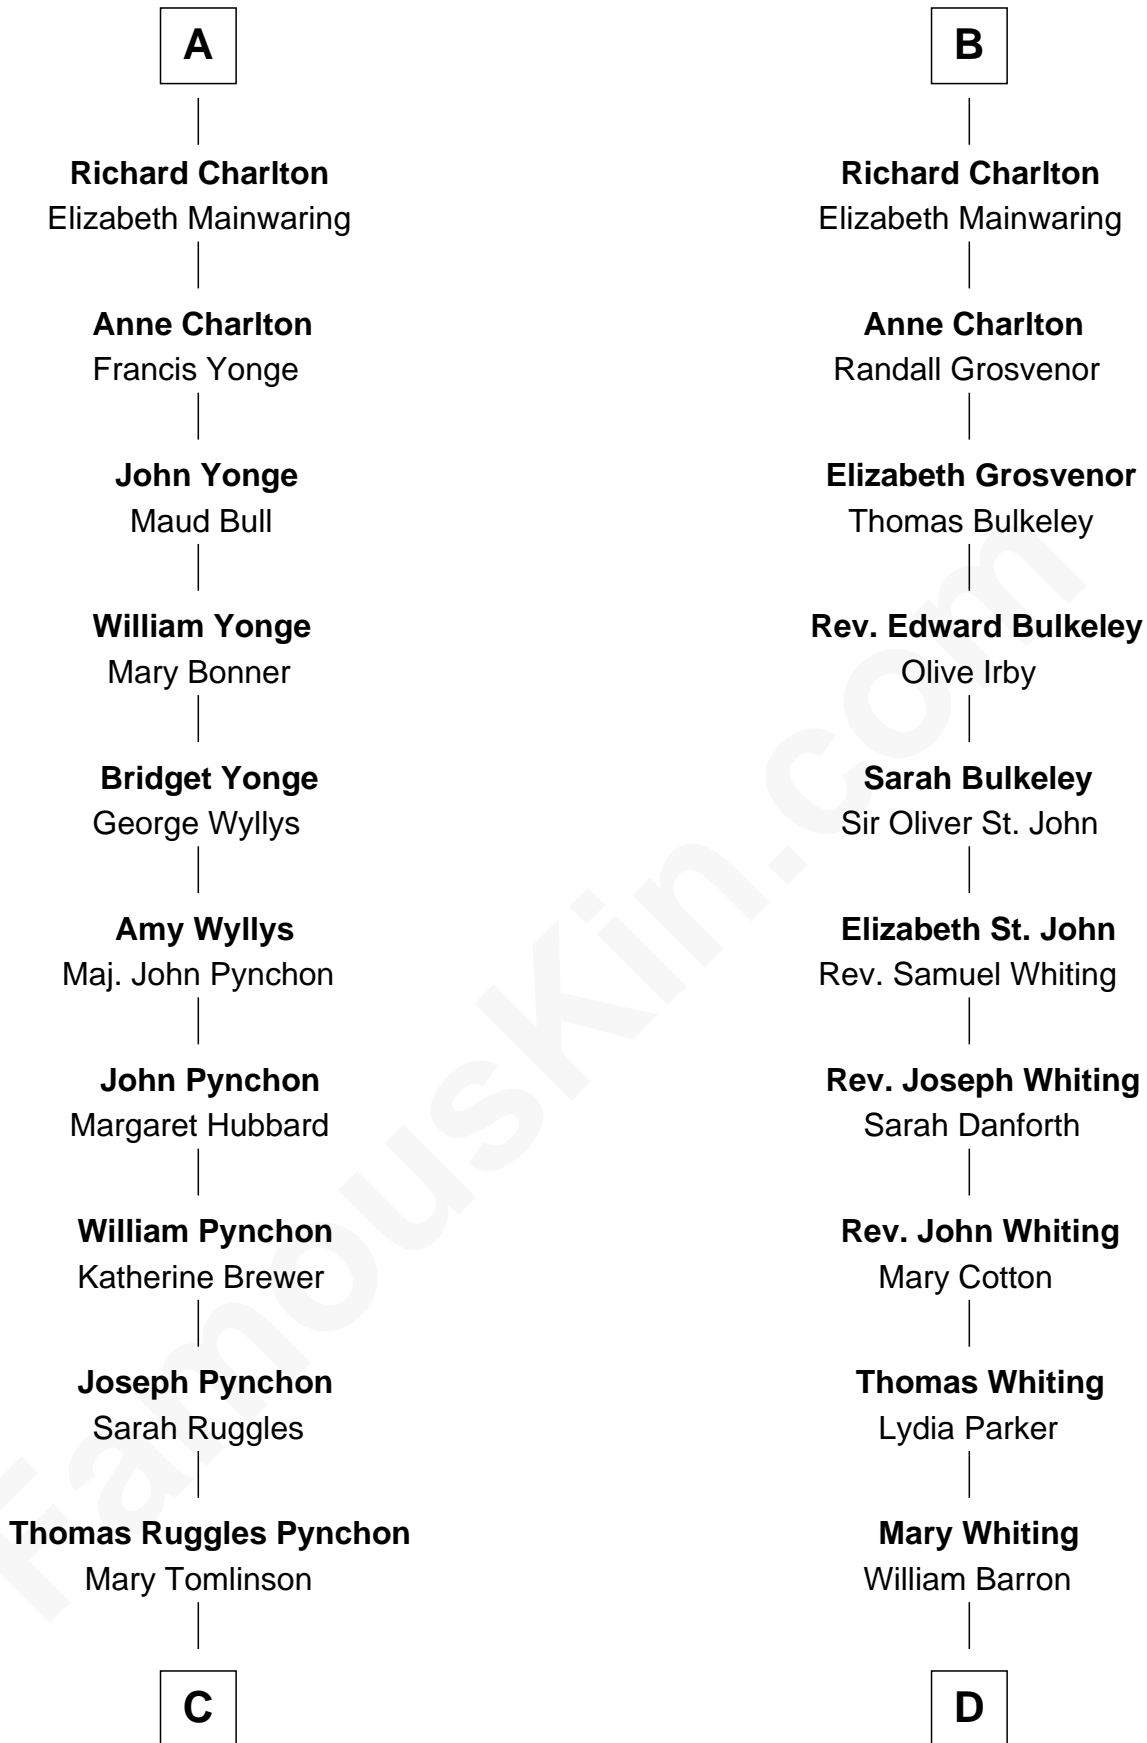 A
Richard Charlton
Elizabeth Mainwaring
Anne Charlton
Francis Yonge
John Yonge
Maud Bull
William Yonge
Mary Bonner
Bridget Yonge
George Wyllys
Amy Wyllys
Maj. John Pynchon
John Pynchon
Margaret Hubbard
William Pynchon
Katherine Brewer
Joseph Pynchon
Sarah Ruggles
Thomas Ruggles Pynchon
Mary Tomlinson
C
B
Richard Charlton
Elizabeth Mainwaring
Anne Charlton
Randall Grosvenor
Elizabeth Grosvenor
Thomas Bulkeley
Rev. Edward Bulkeley
Olive Irby
Sarah Bulkeley
Sir Oliver St. John
Elizabeth St. John
Rev. Samuel Whiting
Rev. Joseph Whiting
Sarah Danforth
Rev. John Whiting
Mary Cotton
Thomas Whiting
Lydia Parker
Mary Whiting
William Barron
D
FamousKin.com